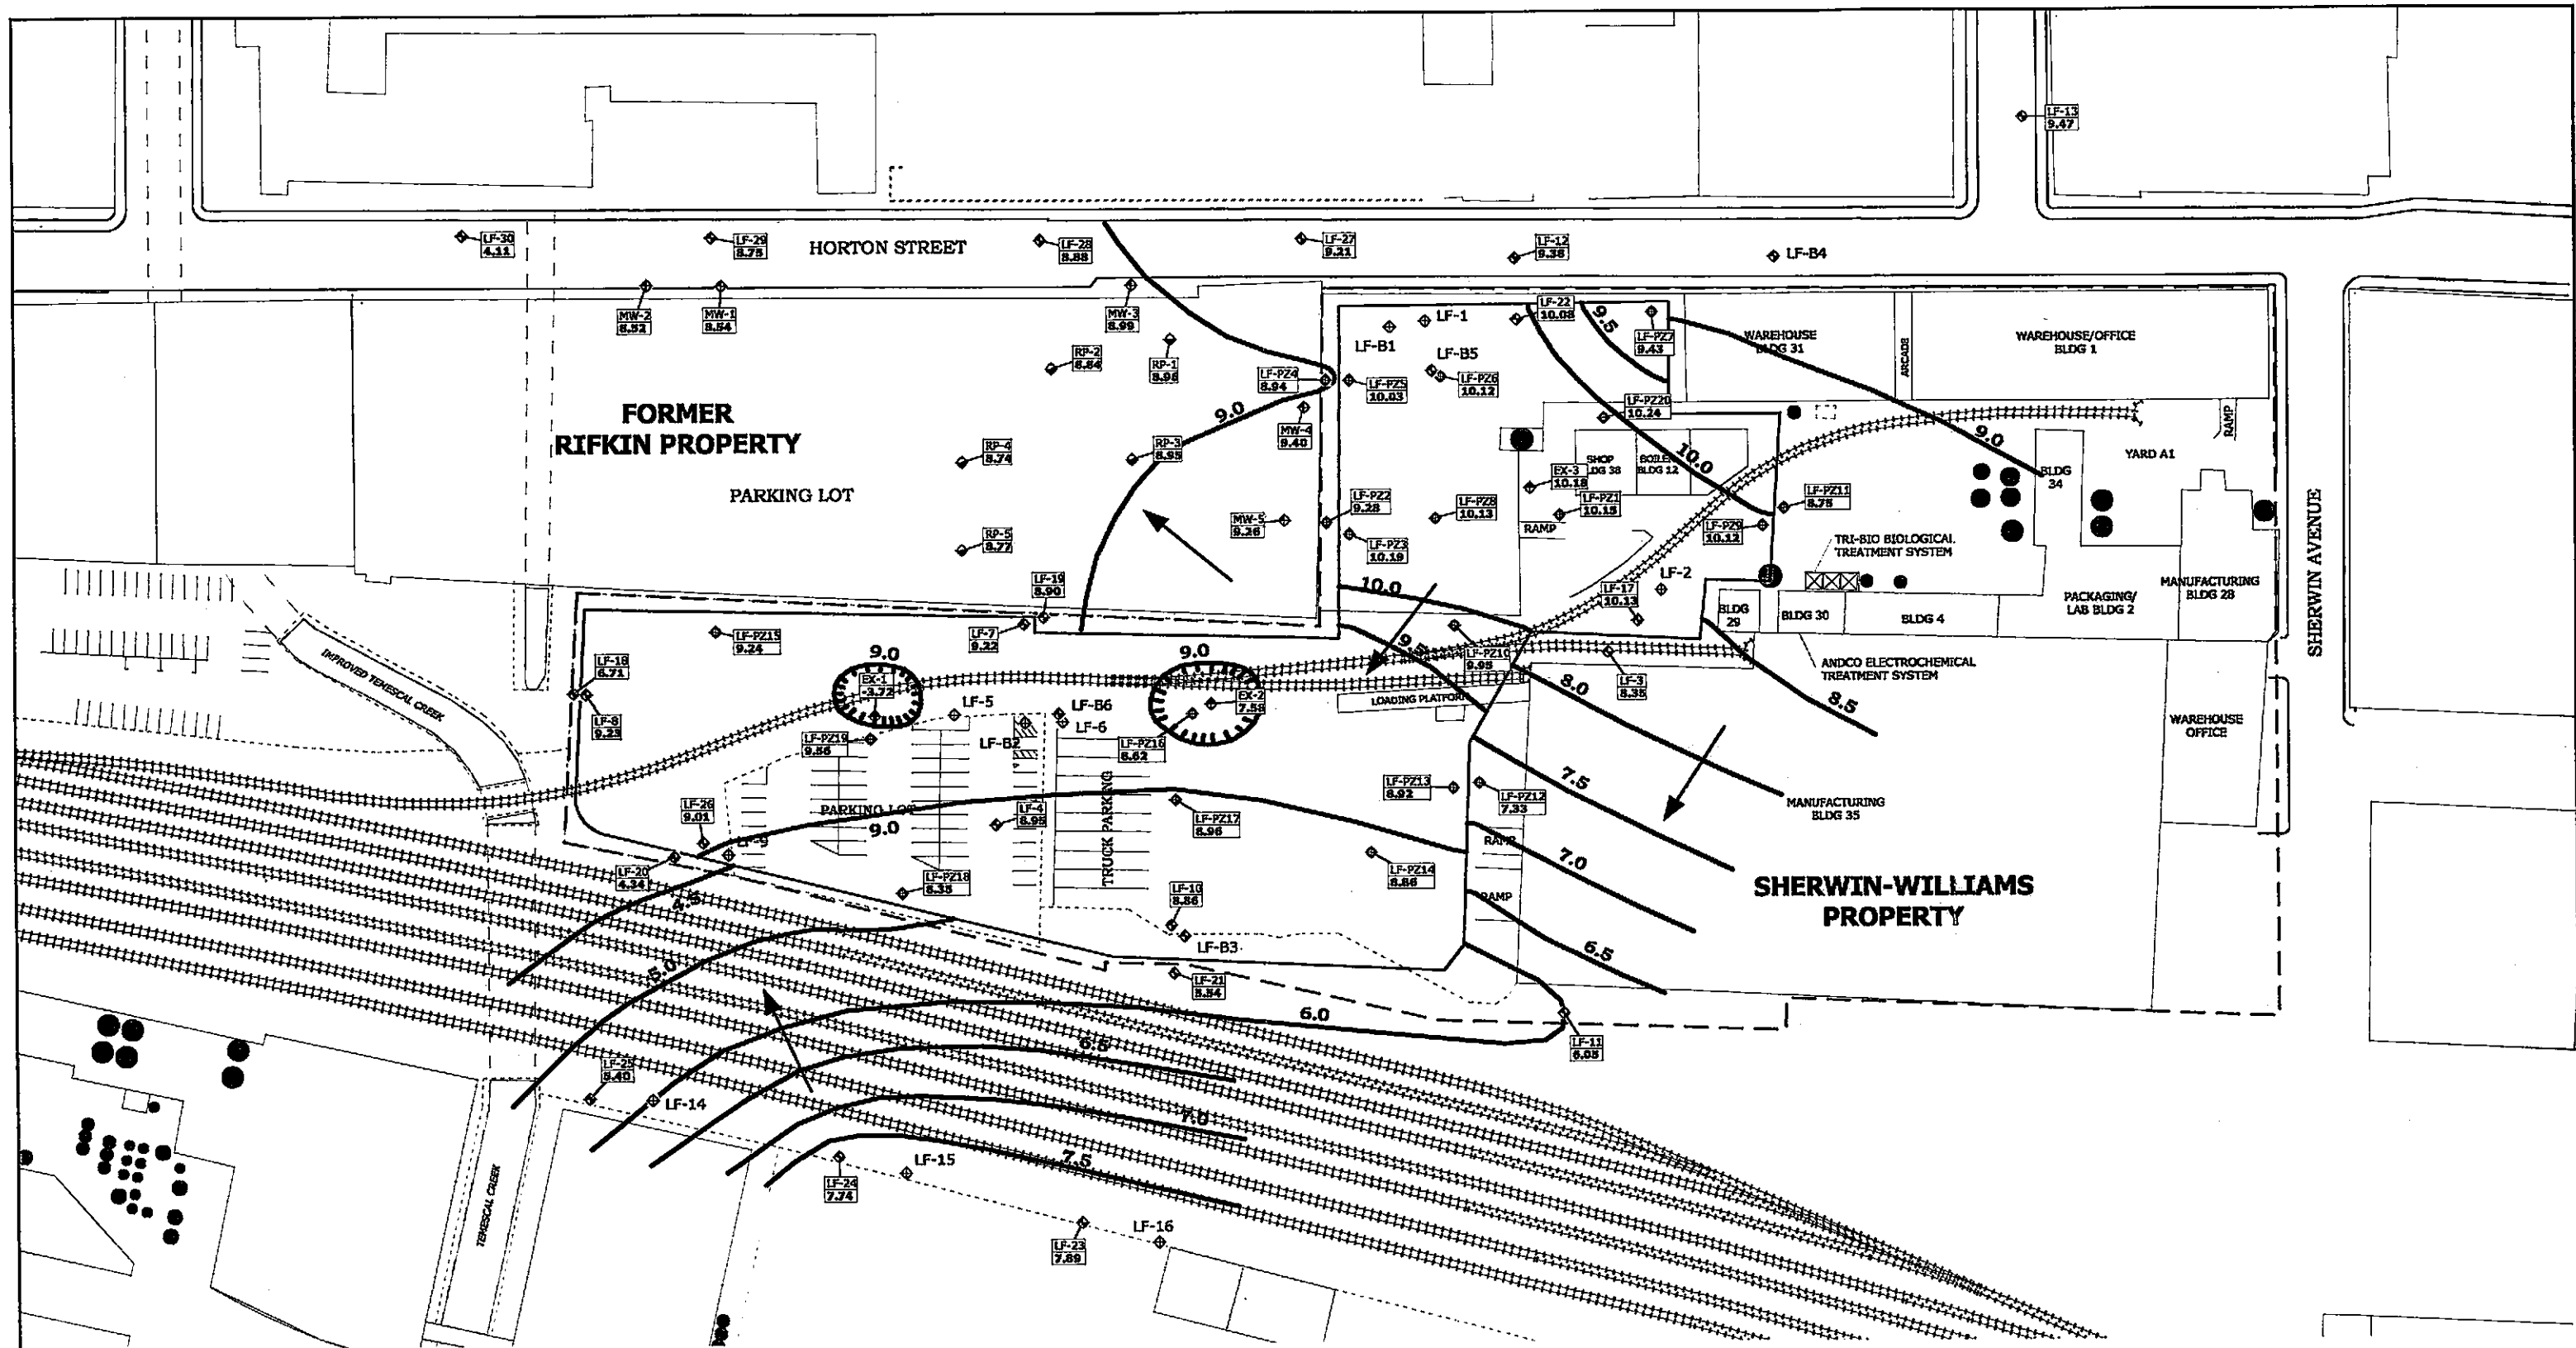 LF-13
9.47
LF-30
4.11
LF-29
8.75
HORTON STREET
LF-28
8.88
LF-27
9.21
LF-12
9.38
LF-B4
MW-2
8.52
MW-1
8.54
MW-3
8.99
LF-22
10.08
LF-1
LF-B1
9.5
LF-PZ7
9.43
WAREHOUSE
BLDG 31
ARCADE
WAREHOUSE/OFFICE
BLDG 1
RP-2
8.84
RP-1
8.96
LF-PZ4
8.94
LF-PZ5
10.03
LF-B5
LF-PZ6
10.12
LF-PZ20
10.24
FORMER
RIFKIN PROPERTY
9.0
MW-4
9.40
RP-3
8.95
RP-4
8.74
PARKING LOT
SHOP
BLDG 12
10.0
9.0
RAMP
YARD A1
BLDG
34
EX-3
10.18
LF-PZ1
10.15
LF-PZ2
9.28
LF-PZ8
10.13
LF-PZ11
8.75
MW-5
9.26
RAMP
LF-PZ9
10.12
LF-PZ3
10.19
RP-5
8.77
TRI-BIO BIOLOGICAL
TREATMENT SYSTEM
SHERWIN AVENUE
LF-19
8.90
10.0
LF-17
10.13
LF-2
BLDG
29
BLDG 30
BLDG 4
PACKAGING/
LAB BLDG 2
MANUFACTURING
BLDG 28
LF-PZ15
9.24
LF-7
9.22
9.0
9.0
9.5
LF-PZ10
9.95
IMPROVED TEMESCAL CREEK
LF-18
6.71
EX-1
-3.72
EX-2
7.58
LF-3
8.35
ANDCO ELECTROCHEMICAL
TREATMENT SYSTEM
8.0
8.5
LOADING PLATFORM
LF-8
9.23
LF-5
LF-B6
LF-6
LF-B2
LF-PZ19
9.56
LF-PZ16
8.62
WAREHOUSE
OFFICE
LF-PZ13
8.92
7.5
LF-PZ12
7.33
MANUFACTURING
BLDG 35
LF-26
9.01
PARKING LOT
9.0
LF-4
8.95
TRUCK PARKING
LF-PZ17
8.96
LF-9
RAMP
7.0
LF-20
4.34
LF-PZ18
8.38
LF-PZ14
8.86
SHERWIN-WILLIAMS
PROPERTY
RAMP
4.5
LF-10
8.86
LF-B3
6.5
5.0
LF-21
5.54
6.0
LF-11
6.05
6.5
LF-25
5.40
LF-14
7.0
TEMESCAL CREEK
LF-15
7.5
LF-24
7.74
LF-16
LF-23
7.89